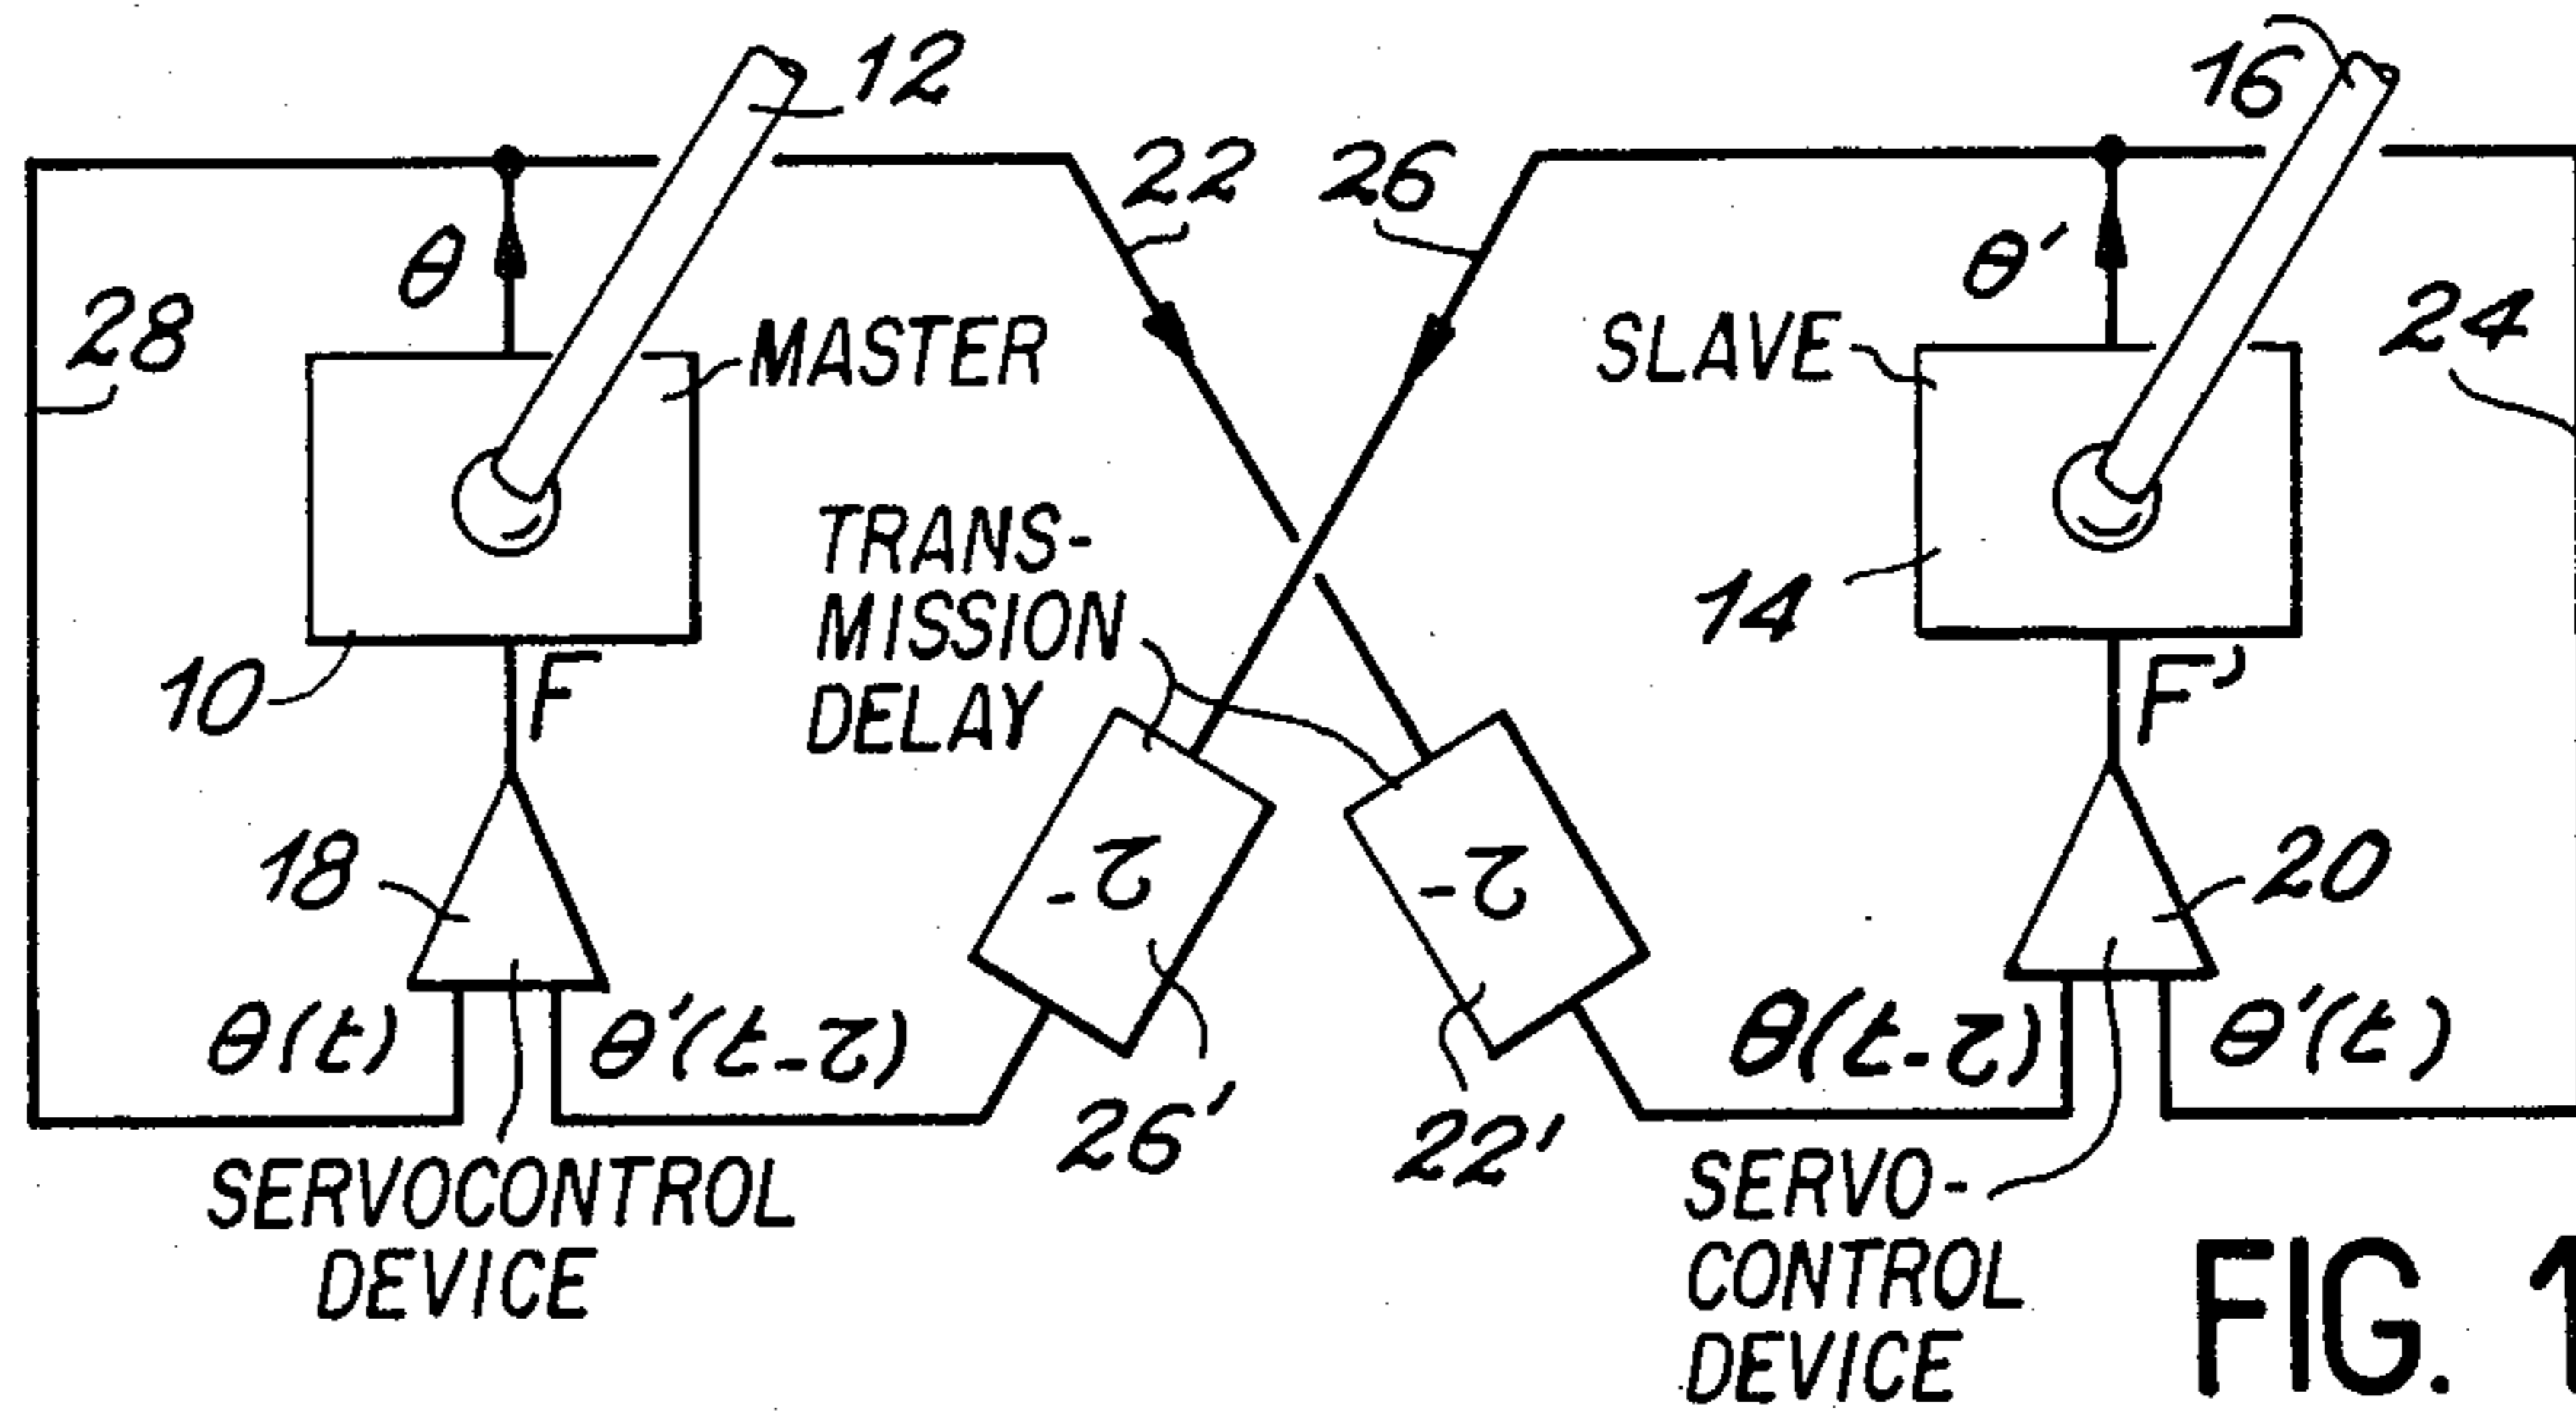 12
16
22
26
θ
θ'
28
24
MASTER
SLAVE
TRANS-
MISSION
DELAY
14
10
F
F'
18
-τ
-τ
20
θ(t)
θ'(t-τ)
θ(t-τ)
θ'(t)
26'
22'
SERVOCONTROL
DEVICE
SERVO-
CONTROL
DEVICE
FIG. 1